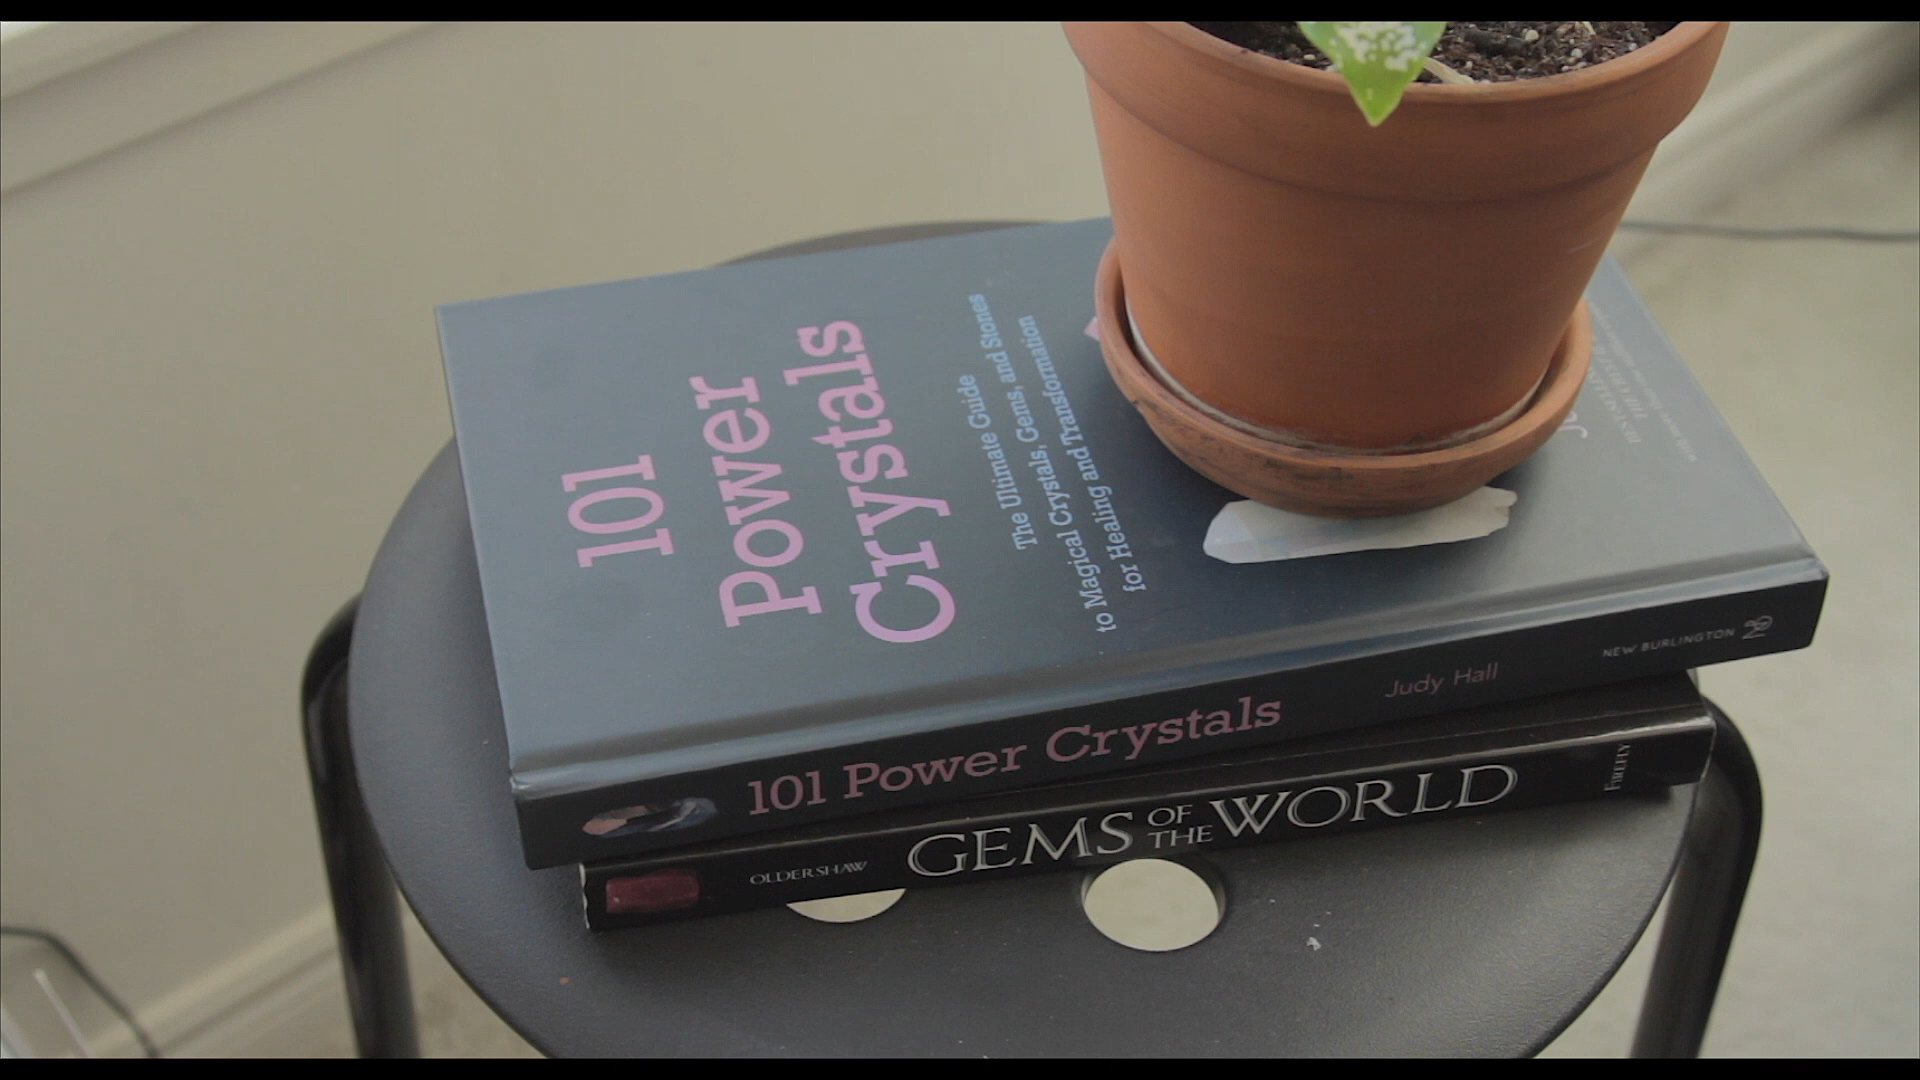 101
Power
Crystals
The Ultimate Guide
to Magical Crystals, Gems, and Stones
for Healing and Transformation
101 Power Crystals
Judy Hall
NEW BURLINGTON
OLDERSHAW
GEMS OF THE WORLD
FIREFLY